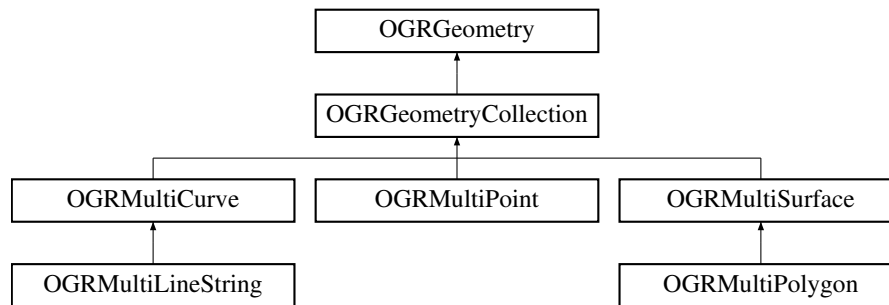 OGRGeometry
OGRGeometryCollection
OGRMultiCurve
OGRMultiPoint
OGRMultiSurface
OGRMultiLineString
OGRMultiPolygon